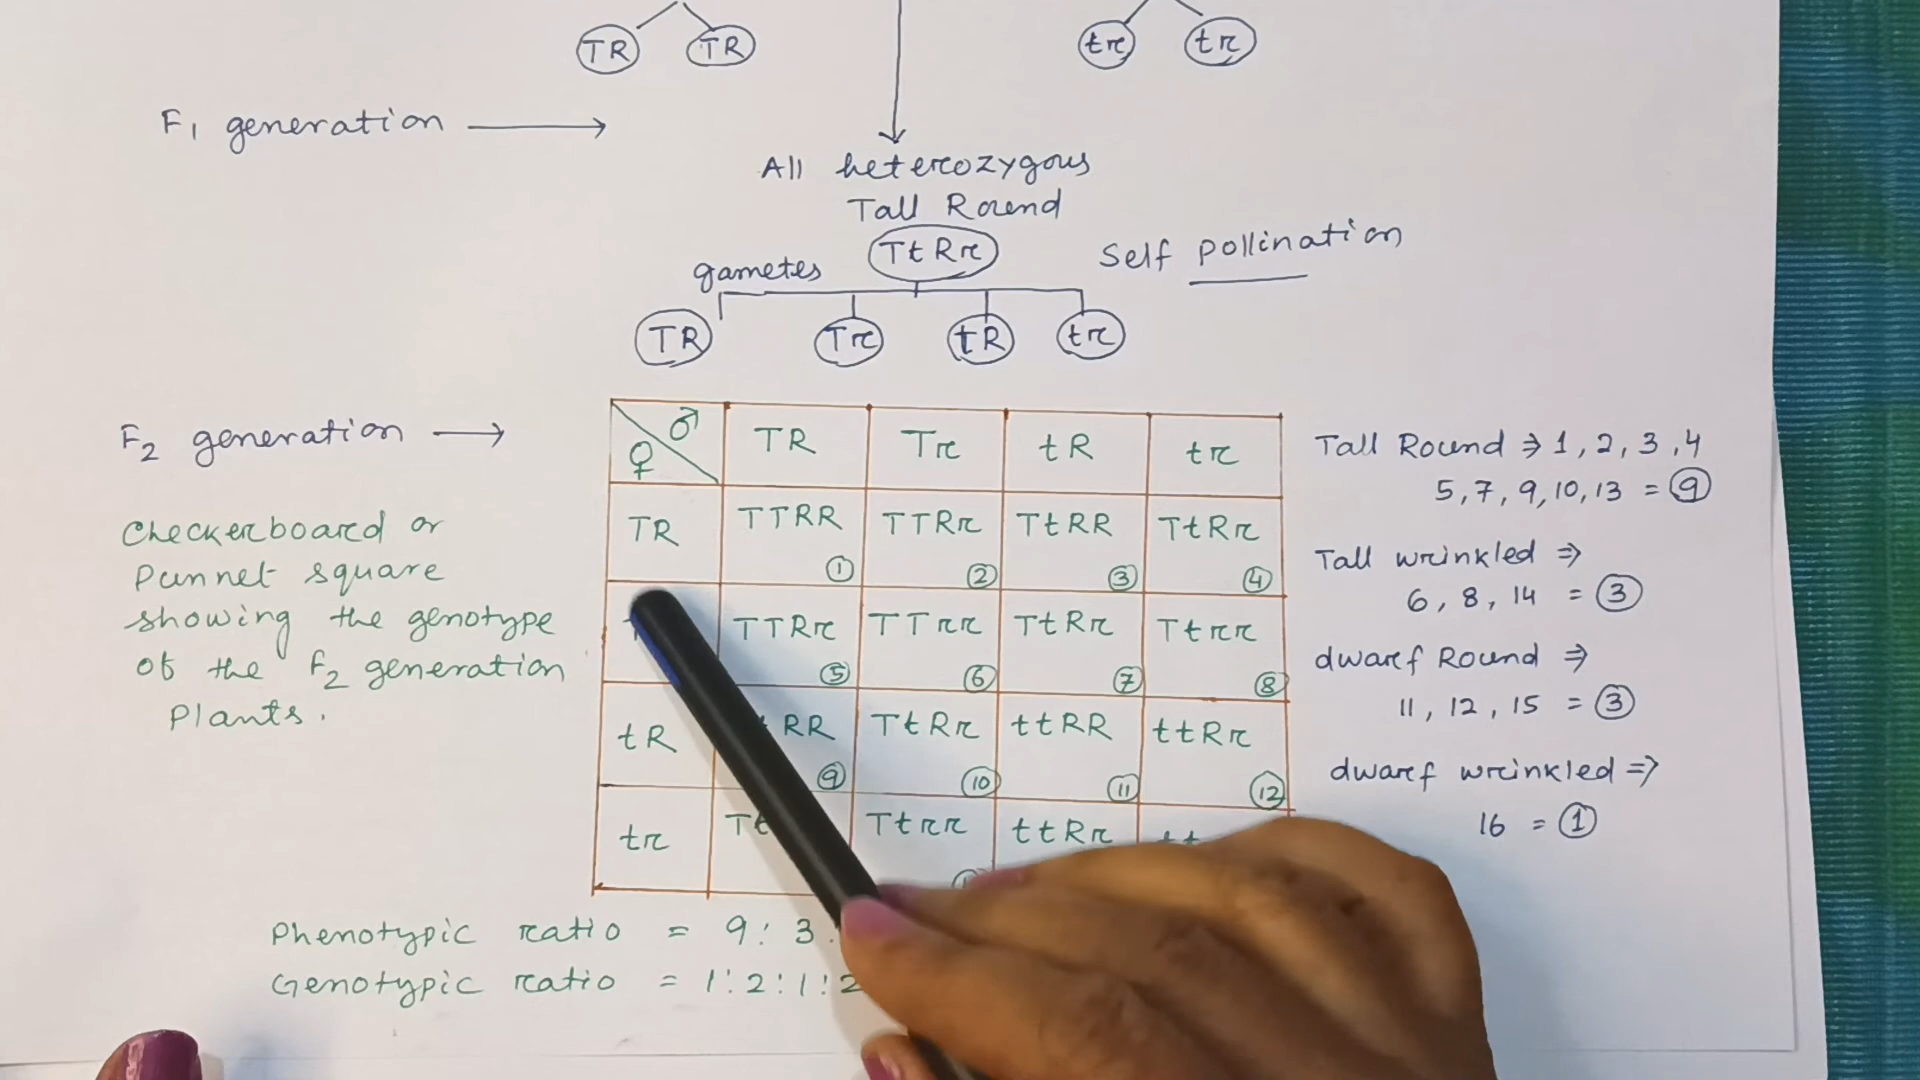 TR TR tr tr
F1 generation
All heterozygous
Tall Round
TtRr
gametes
Self pollination
TR Tr tR tr
F2 generation
Checkerboard or
Punnet square
showing the genotype
of the F2 generation
Plants.
♂ ♀ TR Tr tR tr
TR TTRR TTRr TtRR TtRr
1 2 3 4
TTRr TTrr TtRr Ttrr
5 6 7 8
tR RR TtRr ttRR ttRr
9 10 11 12
tr Tt Ttrr ttRr
Tall Round ⇒ 1, 2, 3, 4
5, 7, 9, 10, 13 = 9
Tall wrinkled ⇒
6, 8, 14 = 3
dwarf Round ⇒
11, 12, 15 = 3
dwarf wrinkled ⇒
16 = 1
Phenotypic ratio = 9: 3
Genotypic ratio = 1:2:1:2